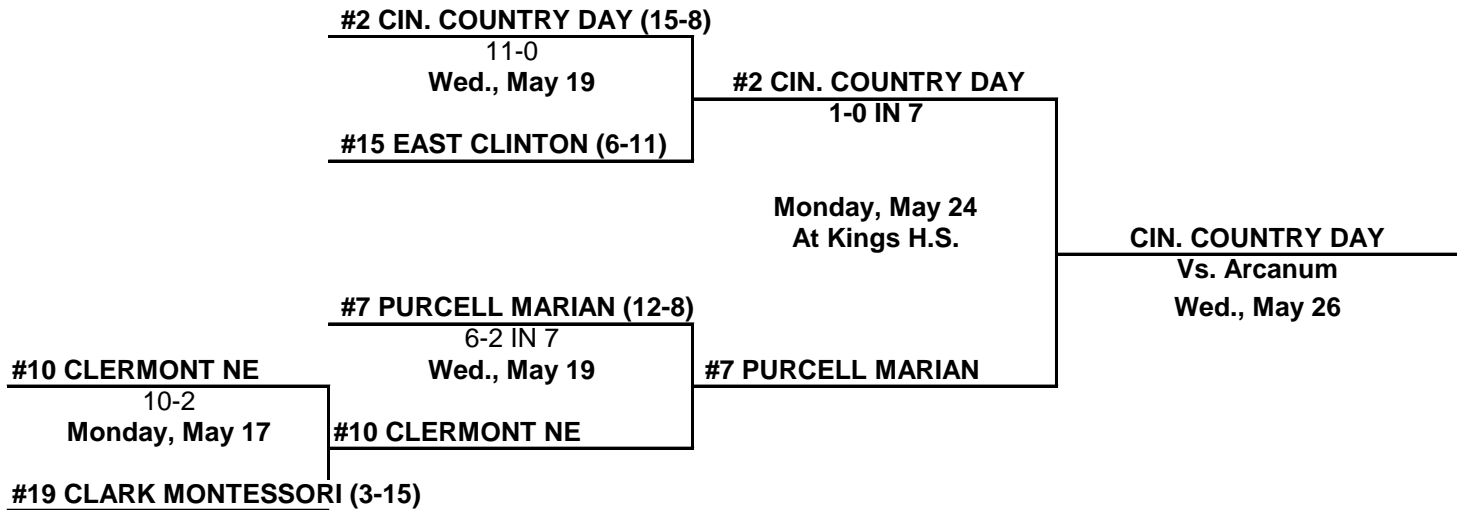 #2 CIN. COUNTRY DAY (15-8)
11-0
Wed., May 19
#2 CIN. COUNTRY DAY
1-0 IN 7
#15 EAST CLINTON (6-11)
Monday, May 24
At Kings H.S.
CIN. COUNTRY DAY
Vs. Arcanum
Wed., May 26
#7 PURCELL MARIAN (12-8)
6-2 IN 7
Wed., May 19
#7 PURCELL MARIAN
#10 CLERMONT NE
10-2
Monday, May 17
#10 CLERMONT NE
#19 CLARK MONTESSORI (3-15)